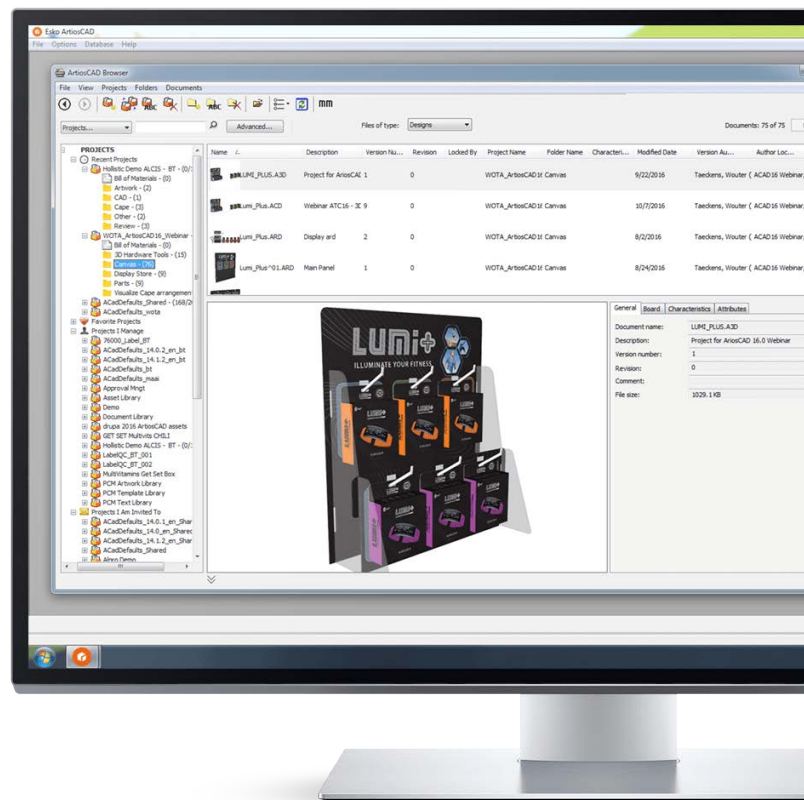 Esko ArtiosCAD
File Options Database Help
ArtiosCAD Browser
File View Projects Folders Documents
ABC ABC mm
Projects... Advanced... Files of type: Designs Documents: 75 of 75
PROJECTS
Recent Projects
Holistic Demo ALCIS - BT - (0/
Bill of Materials - (0)
Artwork - (2)
CAD - (1)
Cape - (3)
Other - (2)
Review - (3)
WOTA_ArtiosCAD16_Webinar -
Bill of Materials - (0)
3D Hardware Tools - (15)
Canvas - (76)
Display Store - (9)
Parts - (9)
Visualize Cape arrangemen
ACadDefaults_Shared - (168/2
ACadDefaults_wota
Favorite Projects
Projects I Manage
76000_Label_BT
ACadDefaults_14.0.2_en_bt
ACadDefaults_14.1.2_en_bt
ACadDefaults_bt
ACadDefaults_maai
Approval Mngt
Asset Library
Demo
Document Library
drupa 2016 ArtiosCAD assets
GET SET Multivits CHILI
Holistic Demo ALCIS - BT - (0/
LabelQC_BT_001
LabelQC_BT_002
MultiVitamins Get Set Box
PCM Artwork Library
PCM Template Library
PCM Text Library
Projects I Am Invited To
ACadDefaults_14.0.1_en_Shar
ACadDefaults_14.0_en_Shared
ACadDefaults_14.1.2_en_Shar
ACadDefaults_Shared
Alpro Demo
Name Description Version Nu... Revision Locked By Project Name Folder Name Characteri... Modified Date Version Au... Author Loc...
LUMI_PLUS.A3D Project for AriosCAD 1 0 WOTA_ArtiosCAD16 Canvas 9/22/2016 Taeckens, Wouter ( ACAD16 Webinar,
Lumi_Plus.ACD Webinar ATC16 - 3D 9 0 WOTA_ArtiosCAD16 Canvas 10/7/2016 Taeckens, Wouter ( ACAD16 Webinar,
Lumi_Plus.ARD Display ard 2 0 WOTA_ArtiosCAD16 Canvas 8/2/2016 Taeckens, Wouter ( ACAD16 Webinar,
Lumi_Plus^01.ARD Main Panel 1 0 WOTA_ArtiosCAD16 Canvas 8/24/2016 Taeckens, Wouter ( ACAD16 Webinar,
LUMi+
ILLUMINATE YOUR FITNESS
LUMi+
LUMi+
LUMi+
LUMi+
LUMi+
LUMi+
General Board Characteristics Attributes
Document name: LUMI_PLUS.A3D
Description: Project for AriosCAD 16.0 Webinar
Version number: 1
Revision: 0
Comment:
File size: 1029.1 KB